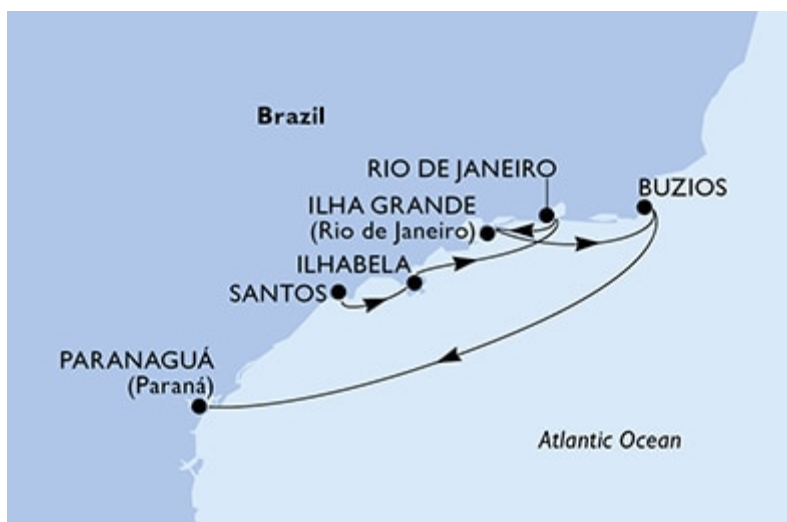 Brazil
RIO DE JANEIRO
BUZIOS
ILHA GRANDE
(Rio de Janeiro)
ILHABELA
SANTOS
PARANAGUÁ
(Paraná)
Atlantic Ocean